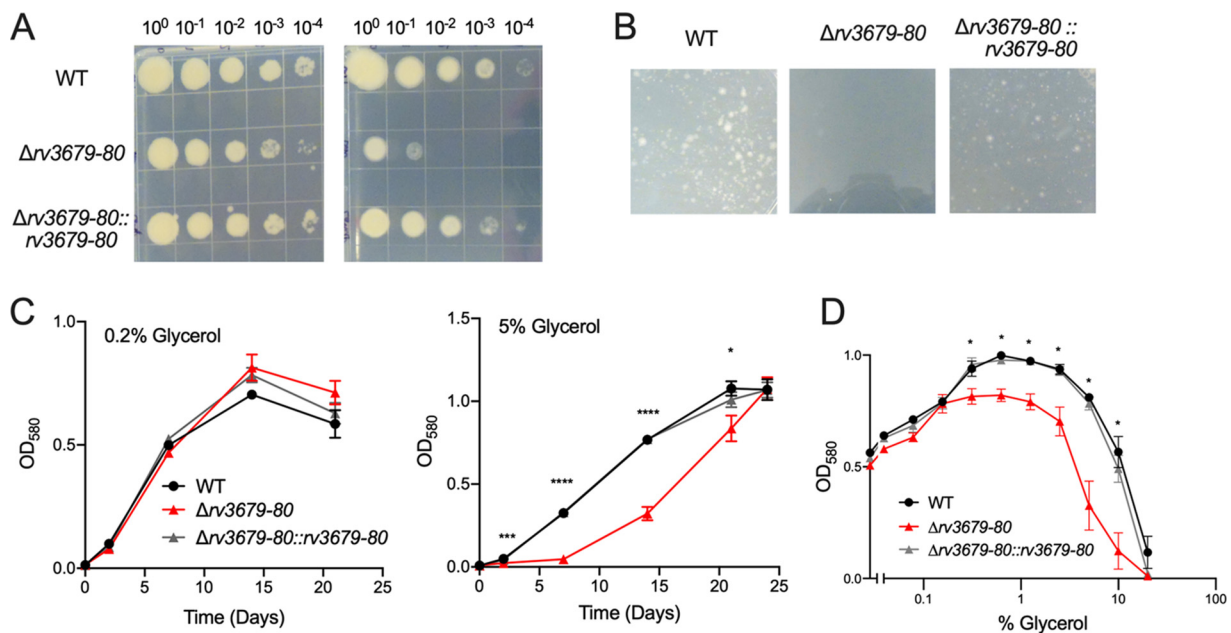 A
10⁰ 10⁻¹ 10⁻² 10⁻³ 10⁻⁴
10⁰ 10⁻¹ 10⁻² 10⁻³ 10⁻⁴
WT
Δrv3679-80
Δrv3679-80::
rv3679-80
B
WT
Δrv3679-80
Δrv3679-80 ::
rv3679-80
C
0.2% Glycerol
1.0
0.5
0.0
OD₅₈₀
0 5 10 15 20 25
Time (Days)
WT
Δrv3679-80
Δrv3679-80::rv3679-80
5% Glycerol
1.5
1.0
0.5
0.0
OD₅₈₀
***
****
****
*
0 5 10 15 20 25
Time (Days)
D
* * * * * *
1.0
0.5
0.0
OD₅₈₀
WT
Δrv3679-80
Δrv3679-80::rv3679-80
0.1 1 10 100
% Glycerol